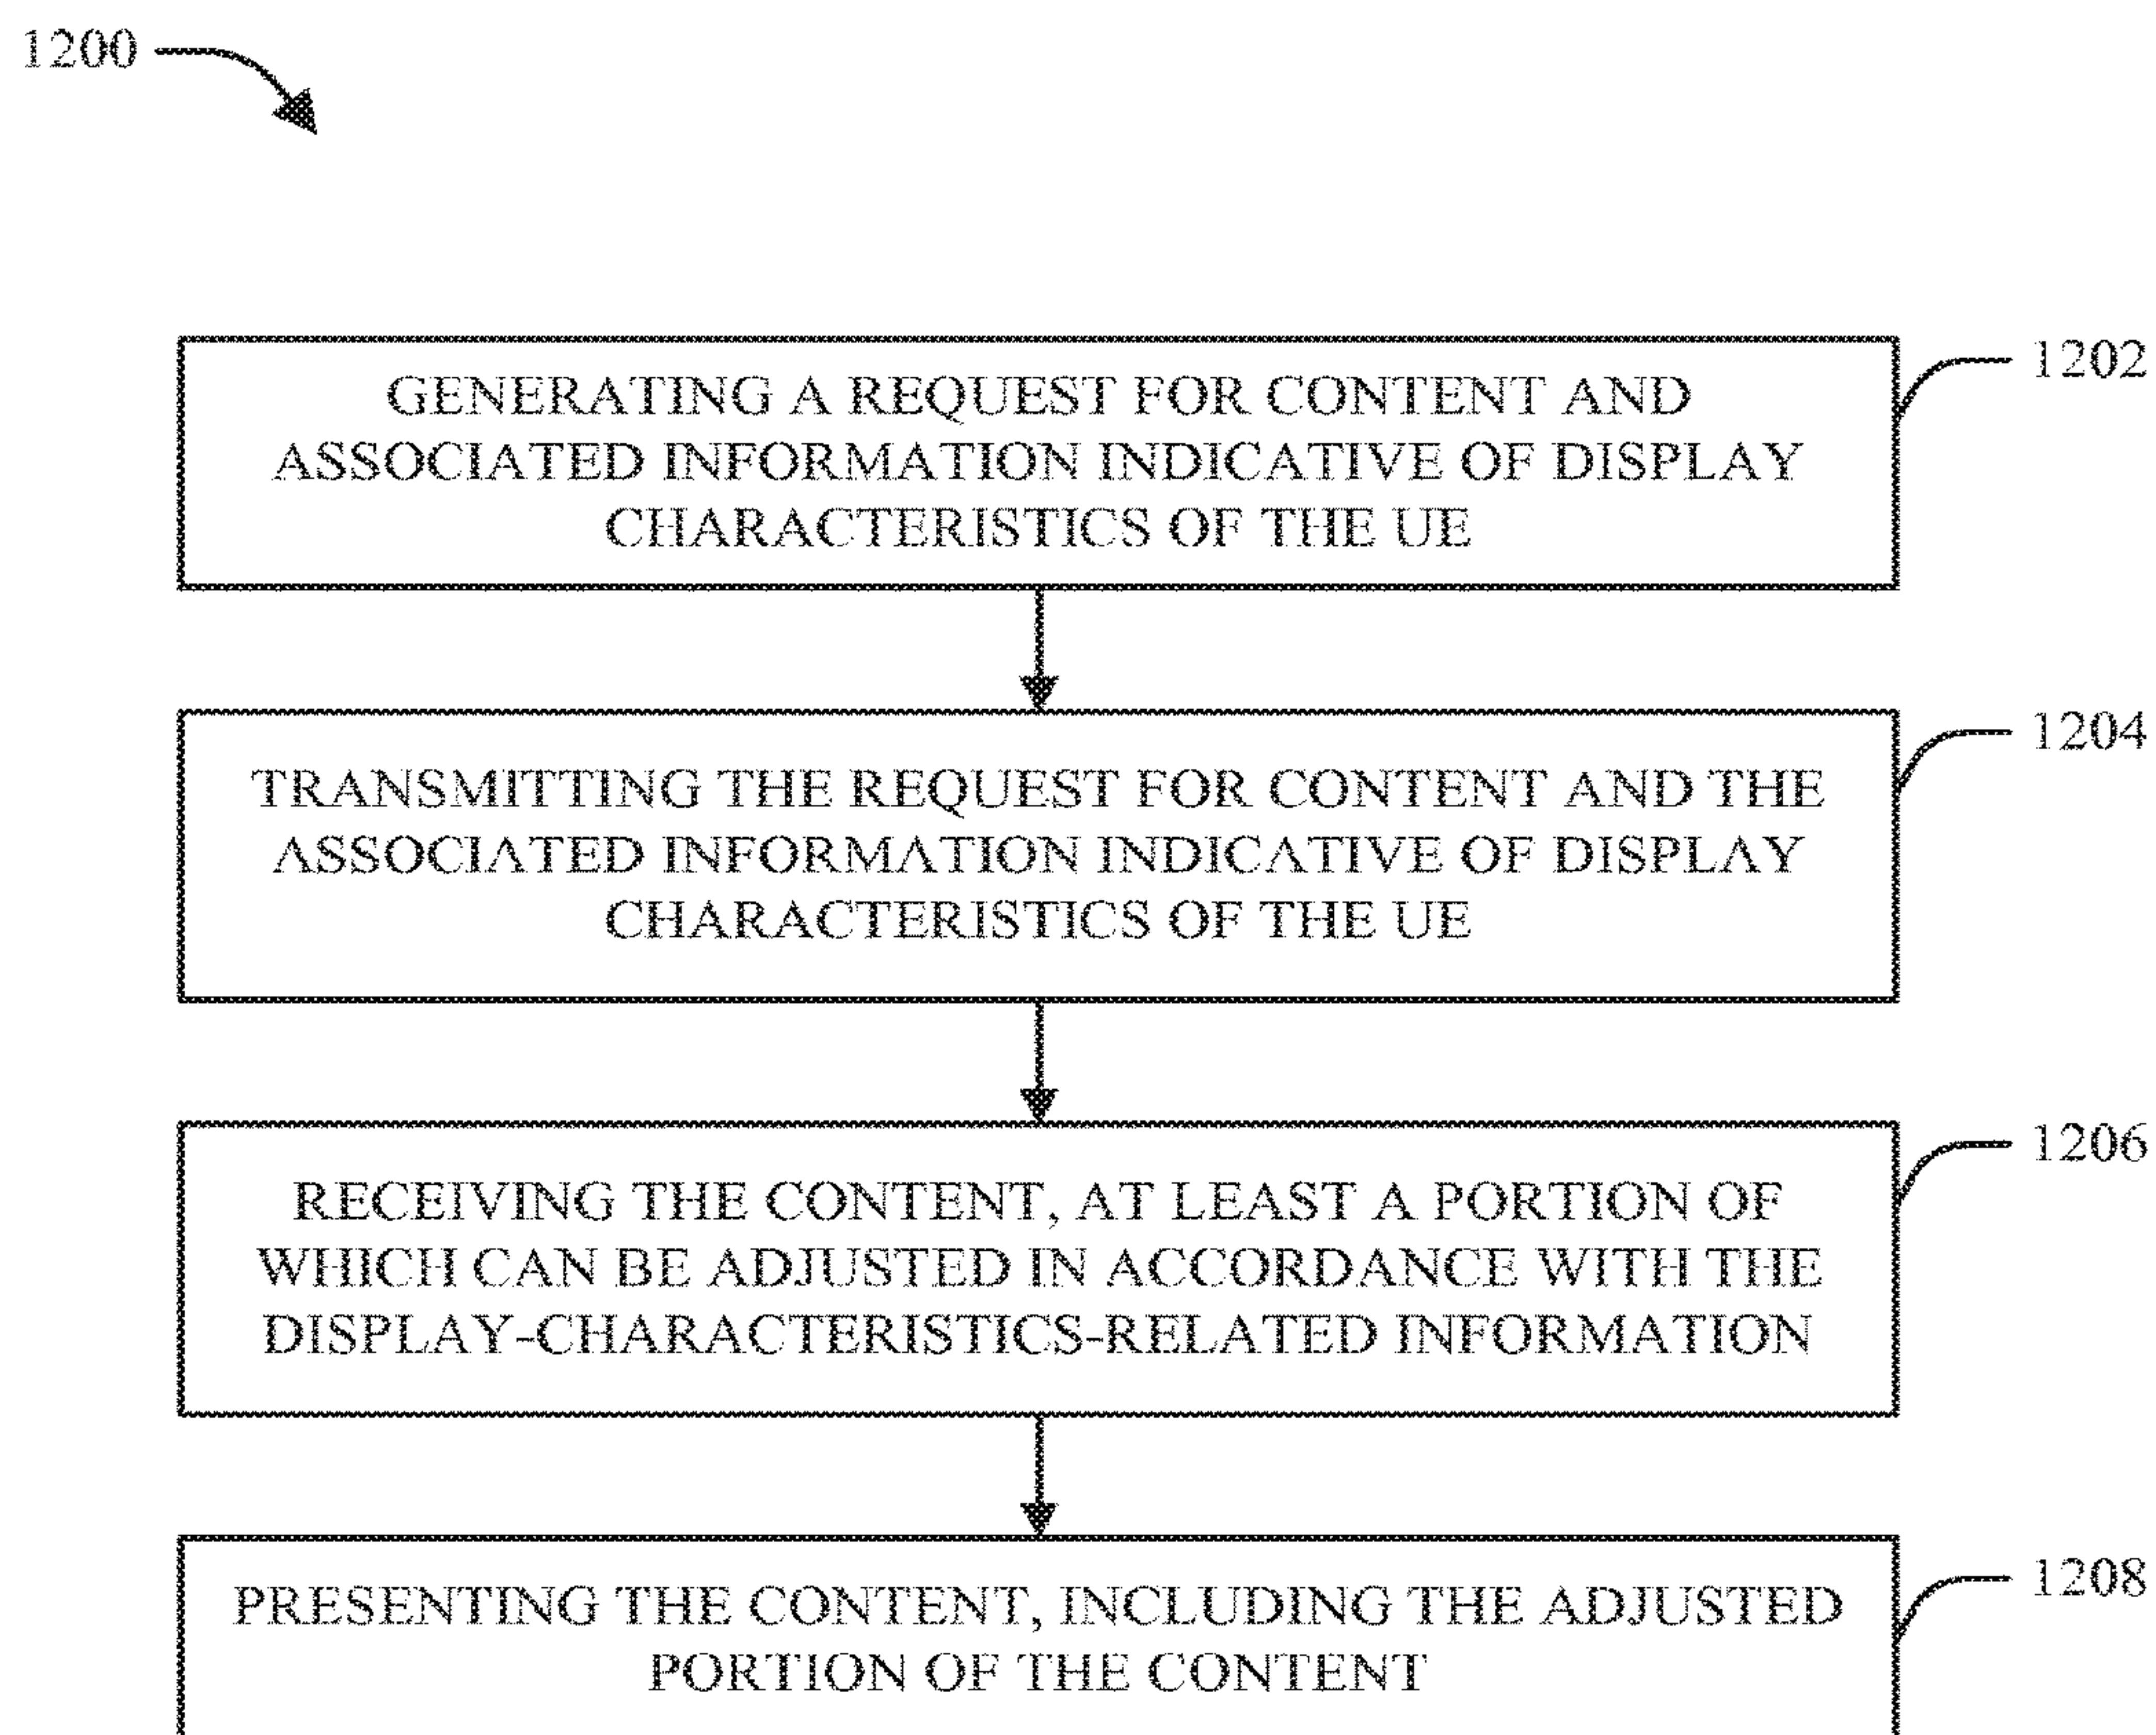 1200
GENERATING A REQUEST FOR CONTENT AND
ASSOCIATED INFORMATION INDICATIVE OF DISPLAY
CHARACTERISTICS OF THE UE
1202
TRANSMITTING THE REQUEST FOR CONTENT AND THE
ASSOCIATED INFORMATION INDICATIVE OF DISPLAY
CHARACTERISTICS OF THE UE
1204
RECEIVING THE CONTENT, AT LEAST A PORTION OF
WHICH CAN BE ADJUSTED IN ACCORDANCE WITH THE
DISPLAY-CHARACTERISTICS-RELATED INFORMATION
1206
PRESENTING THE CONTENT, INCLUDING THE ADJUSTED
PORTION OF THE CONTENT
1208